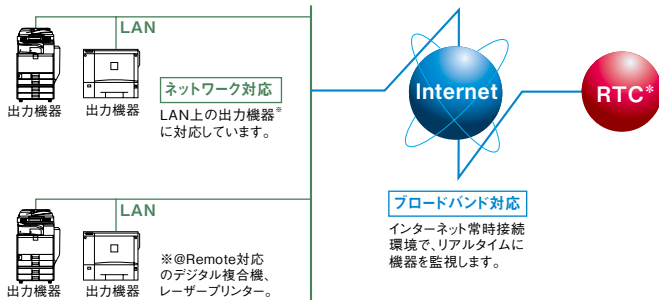 LAN
出力機器
出力機器
ネットワーク対応
LAN上の出力機器※
に対応しています。
Internet
RTC*
ブロードバンド対応
インターネット常時接続
環境で、リアルタイムに
機器を監視します。
LAN
出力機器
出力機器
※@Remote対応
のデジタル複合機、
レーザープリンター。